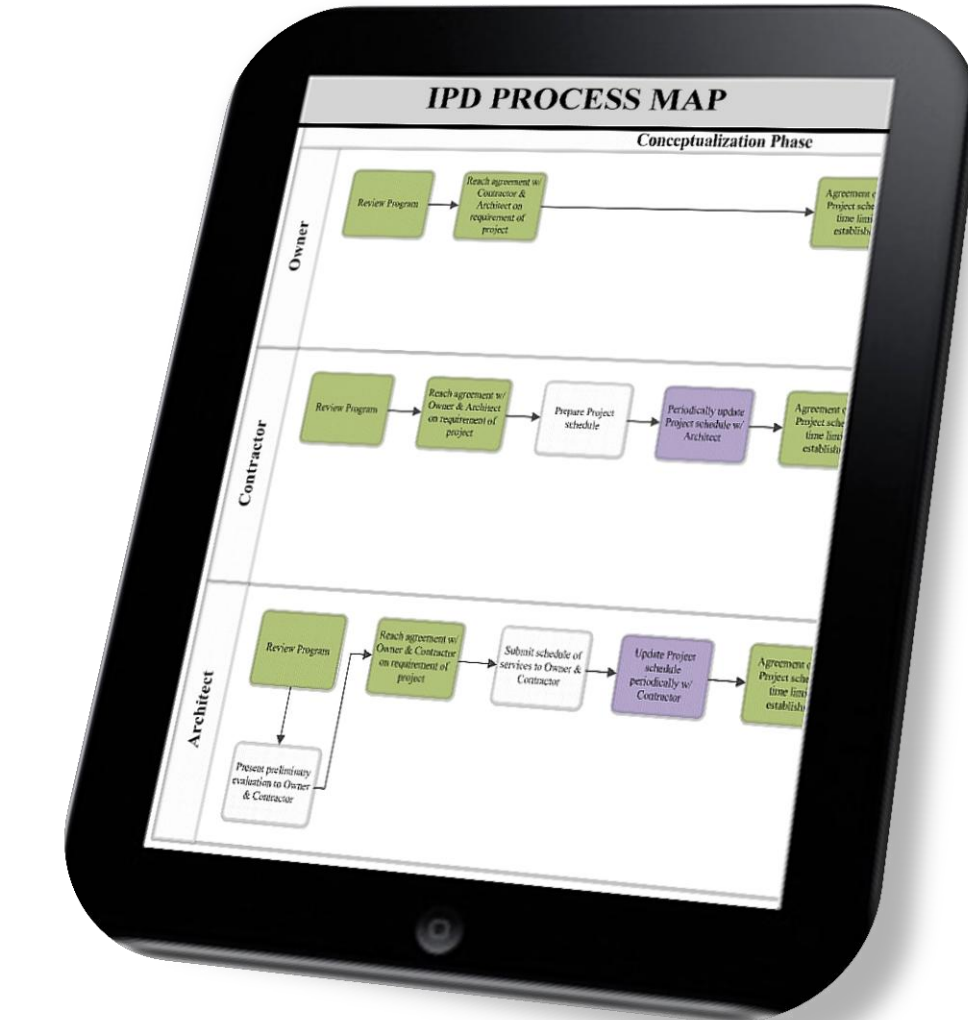 IPD PROCESS MAP
Conceptualization Phase
Owner
Review Program
Reach agreement w/
Contractor &
Architect on
requirement of
project
Agreement
Project sche
time limi
establish
Contractor
Review Program
Reach agreement w/
Owner & Architect
on requirement of
project
Prepare Project
schedule
Periodically update
Project schedule w/
Architect
Agreement
Project sche
time limi
establish
Architect
Review Program
Present preliminary
evaluation to Owner
& Contractor
Reach agreement w/
Owner & Contractor
on requirement of
project
Submit schedule of
services to Owner &
Contractor
Update Project
schedule
periodically w/
Contractor
Agreement
Project sche
time limi
establish